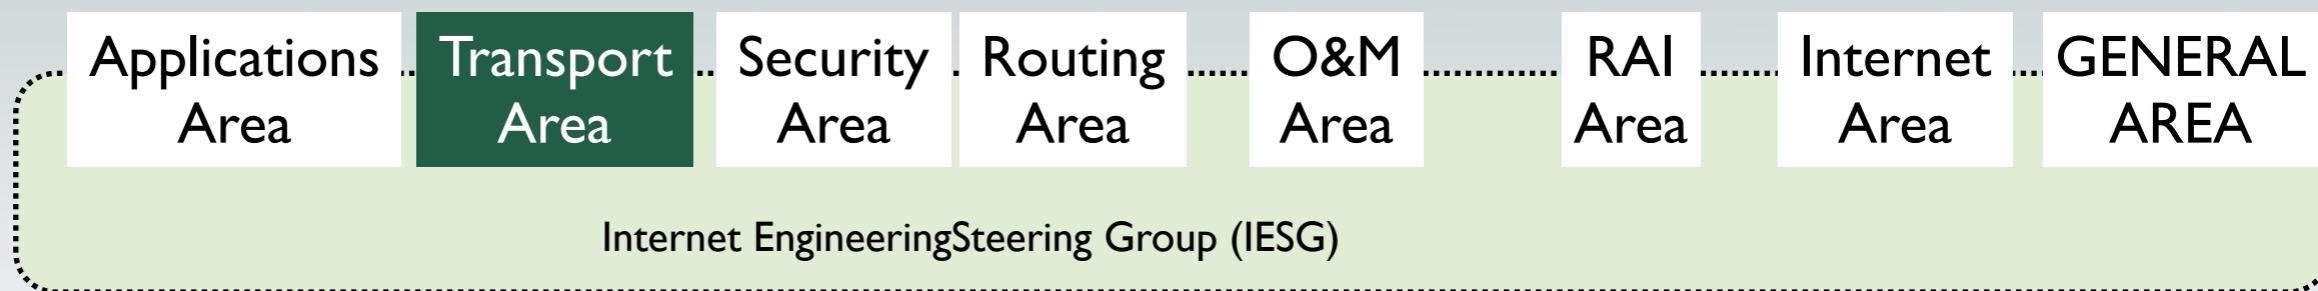 Applications
Area
Transport
Area
Security
Area
Routing
Area
O&M
Area
RAI
Area
Internet
Area
GENERAL
AREA
Internet EngineeringSteering Group (IESG)